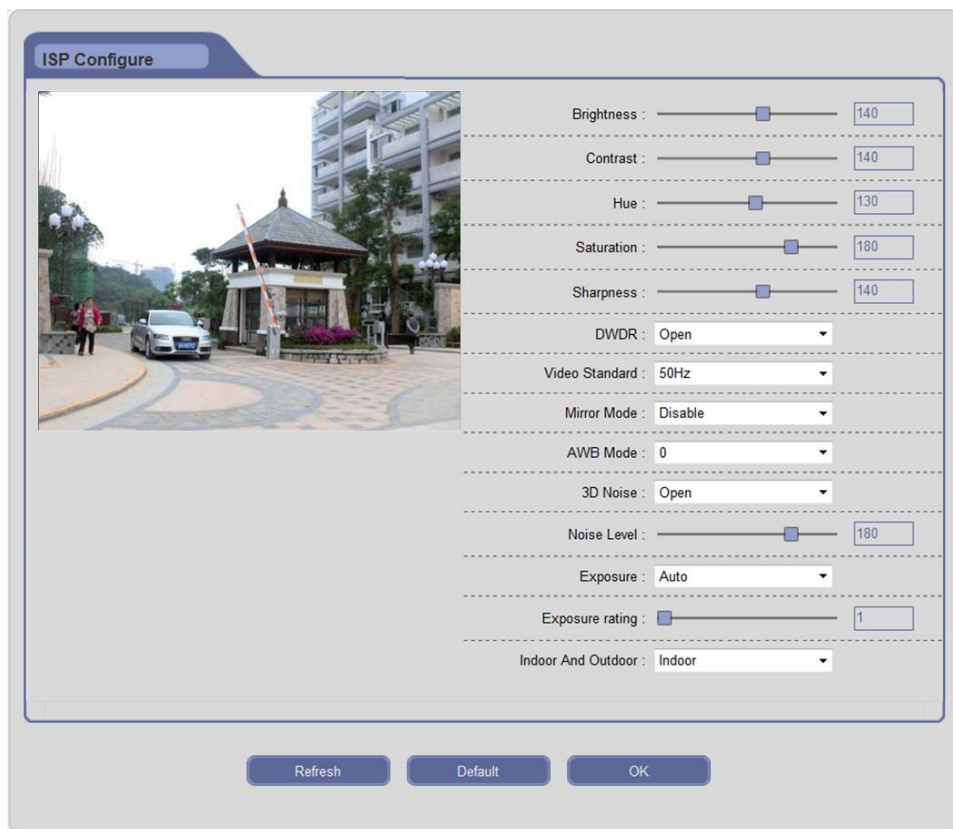 ISP Configure
Brightness : 140
Contrast : 140
Hue : 130
Saturation : 180
Sharpness : 140
DWDR : Open
Video Standard : 50Hz
Mirror Mode : Disable
AWB Mode : 0
3D Noise : Open
Noise Level : 180
Exposure : Auto
Exposure rating : 1
Indoor And Outdoor : Indoor
Refresh Default OK